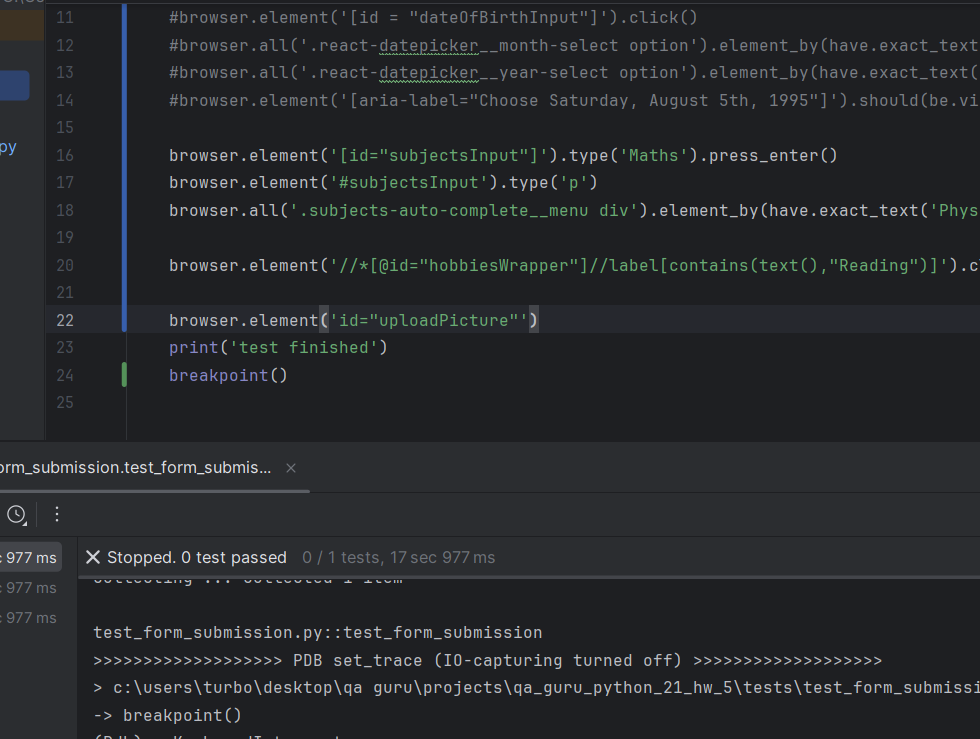 11 #browser.element('[id = "dateOfBirthInput"]').click()
12 #browser.all('.react-datepicker__month-select option').element_by(have.exact_text
13 #browser.all('.react-datepicker__year-select option').element_by(have.exact_text(
14 #browser.element('[aria-label="Choose Saturday, August 5th, 1995"]').should(be.vi
15
py
16 browser.element('[id="subjectsInput"]').type('Maths').press_enter()
17 browser.element('#subjectsInput').type('p')
18 browser.all('.subjects-auto-complete__menu div').element_by(have.exact_text('Phys
19
20 browser.element('//*[@id="hobbiesWrapper"]//label[contains(text(),"Reading")]').c
21
22 browser.element('id="uploadPicture"')
23 print('test finished')
24 breakpoint()
25
orm_submission.test_form_submis...
977 ms
Stopped. 0 test passed 0 / 1 tests, 17 sec 977 ms
977 ms
977 ms
collecting ... collected 1 item
test_form_submission.py::test_form_submission
>>>>>>>>>>>>>>>>>>> PDB set_trace (IO-capturing turned off) >>>>>>>>>>>>>>>>>>>
> c:\users\turbo\desktop\qa guru\projects\qa_guru_python_21_hw_5\tests\test_form_submissi
-> breakpoint()